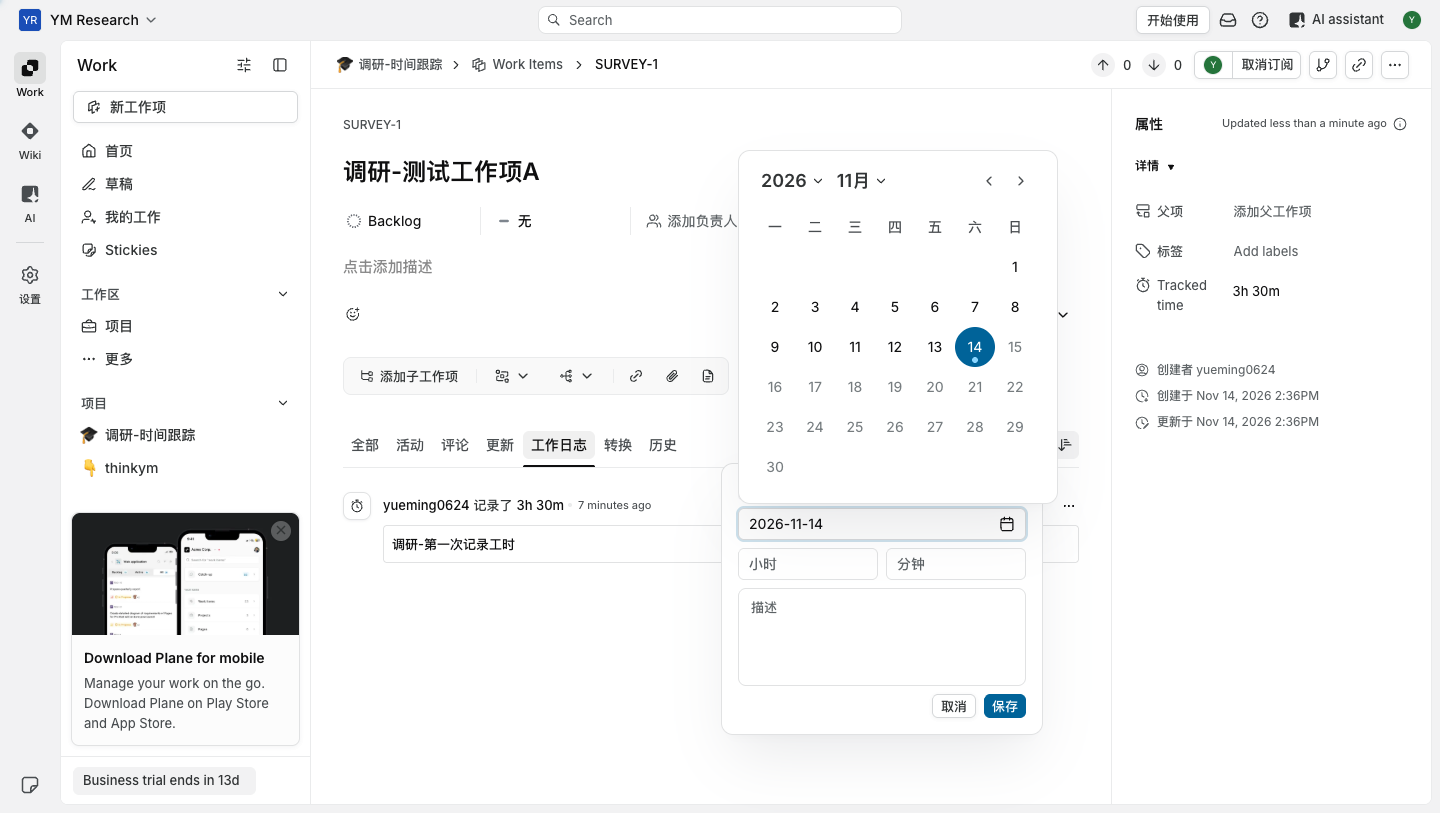 YR YM Research
Search
开始使用
AI assistant
Y
Work
Wiki
AI
设置
Work
新工作项
首页
草稿
我的工作
Stickies
工作区
项目
更多
项目
调研-时间跟踪
thinkym
Download Plane for mobile
Manage your work on the go.
Download Plane on Play Store
and App Store.
Business trial ends in 13d
调研-时间跟踪
Work Items
SURVEY-1
0
0
Y 取消订阅
SURVEY-1
调研-测试工作项A
Backlog
无
添加负责人
点击添加描述
添加子工作项
全部 活动 评论 更新 工作日志 转换 历史
yueming0624 记录了 3h 30m 7 minutes ago
调研-第一次记录工时
2026 11月
一 二 三 四 五 六 日
1
2 3 4 5 6 7 8
9 10 11 12 13 14 15
16 17 18 19 20 21 22
23 24 25 26 27 28 29
30
2026-11-14
小时 分钟
描述
取消 保存
属性 Updated less than a minute ago
详情
父项 添加父工作项
标签 Add labels
Tracked time 3h 30m
创建者 yueming0624
创建于 Nov 14, 2026 2:36PM
更新于 Nov 14, 2026 2:36PM